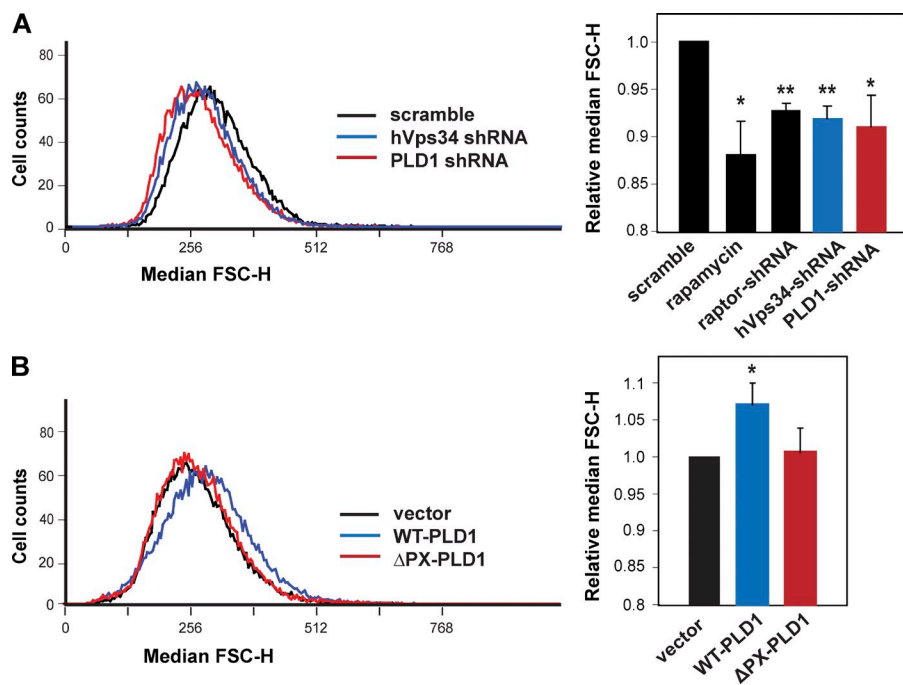 A
Cell counts
80
60
40
20
0
0
256
512
768
Median FSC-H
scramble
hVps34 shRNA
PLD1 shRNA
Relative median FSC-H
1.0
0.95
0.9
0.85
0.8
*
**
**
*
scramble
rapamycin
raptor-shRNA
hVps34-shRNA
PLD1-shRNA
B
Cell counts
80
60
40
20
0
0
256
512
768
Median FSC-H
vector
WT-PLD1
ΔPX-PLD1
Relative median FSC-H
1.1
1.05
1.0
0.95
0.9
0.85
0.8
*
vector
WT-PLD1
ΔPX-PLD1